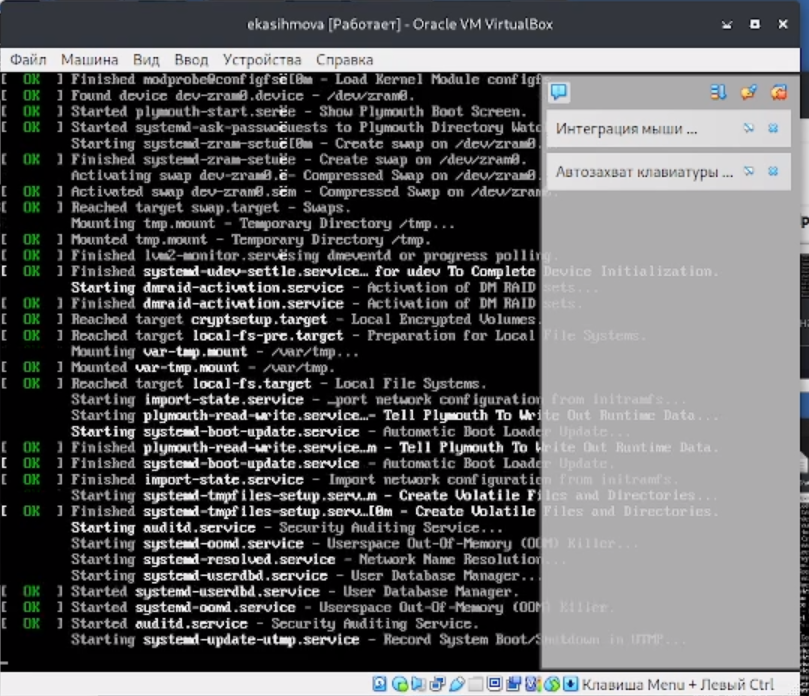 ekasihmova [Работает] - Oracle VM VirtualBox
Файл Машина Вид Ввод Устройства Справка
[ OK ] Finished modprobe@configfsё[0m - Load Kernel Module configf
[ OK ] Found device dev-zram0.device - /dev/zram0.
[ OK ] Started plymouth-start.serёe - Show Plymouth Boot Screen.
[ OK ] Started systemd-ask-passwoёuests to Plymouth Directory Watc
Starting systemd-zram-setuё[0m - Create swap on /dev/zram0...
[ OK ] Finished systemd-zram-setuёe - Create swap on /dev/zram0.
Activating swap dev-zram0.ё- Compressed Swap on /dev/zram
[ OK ] Activated swap dev-zram0.sёm - Compressed Swap on /dev/zram
[ OK ] Reached target swap.target - Swaps.
Mounting tmp.mount - Temporary Directory /tmp...
[ OK ] Mounted tmp.mount - Temporary Directory /tmp.
[ OK ] Finished lvm2-monitor.servёsing dmeventd or progress polling.
[ OK ] Finished systemd-udev-settle.service… for udev To Complete Device Initialization.
Starting dmraid-activation.service - Activation of DM RAID sets...
[ OK ] Finished dmraid-activation.service - Activation of DM RAID sets.
[ OK ] Reached target cryptsetup.target - Local Encrypted Volumes.
[ OK ] Reached target local-fs-pre.target - Preparation for Local File Systems.
Mounting var-tmp.mount - /var/tmp...
[ OK ] Mounted var-tmp.mount - /var/tmp.
[ OK ] Reached target local-fs.target - Local File Systems.
Starting import-state.service - …port network configuration from initramfs...
Starting plymouth-read-write.service…- Tell Plymouth To Write Out Runtime Data...
Starting systemd-boot-update.service - Automatic Boot Loader Update...
[ OK ] Finished plymouth-read-write.service…m - Tell Plymouth To Write Out Runtime Data.
[ OK ] Finished systemd-boot-update.service - Automatic Boot Loader Update.
[ OK ] Finished import-state.service - Import network configuration from initramfs.
Starting systemd-tmpfiles-setup.serv…m - Create Volatile Files and Directories...
[ OK ] Finished systemd-tmpfiles-setup.serv…[0m - Create Volatile Files and Directories.
Starting auditd.service - Security Auditing Service...
Starting systemd-oomd.service - Userspace Out-Of-Memory (OOM) Killer...
Starting systemd-resolved.service - Network Name Resolution...
Starting systemd-userdbd.service - User Database Manager...
[ OK ] Started systemd-userdbd.service - User Database Manager.
[ OK ] Started systemd-oomd.service - Userspace Out-Of-Memory (OOM) Killer.
[ OK ] Started auditd.service - Security Auditing Service.
Starting systemd-update-utmp.service - Record System Boot/Shutdown in UTMP...
Интеграция мыши ...
Автозахват клавиатуры ...
Клавиша Menu + Левый Ctrl